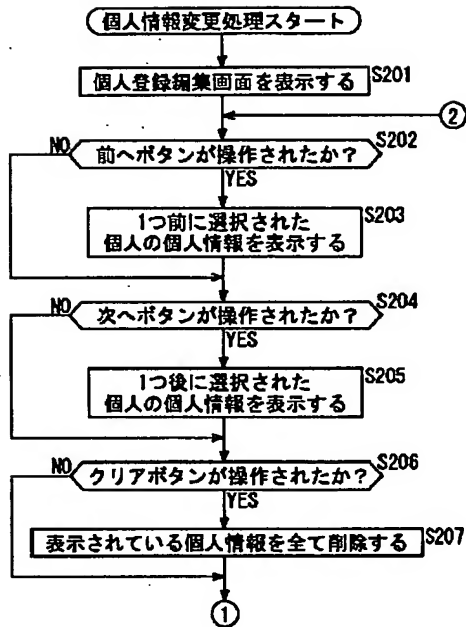 個人情報変更処理スタート
S201
個人登録編集画面を表示する
②
S202
前へボタンが操作されたか?
NO
YES
S203
1つ前に選択された
個人の個人情報を表示する
S204
次へボタンが操作されたか?
NO
YES
S205
1つ後に選択された
個人の個人情報を表示する
S206
クリアボタンが操作されたか?
NO
YES
S207
表示されている個人情報を全て削除する
①